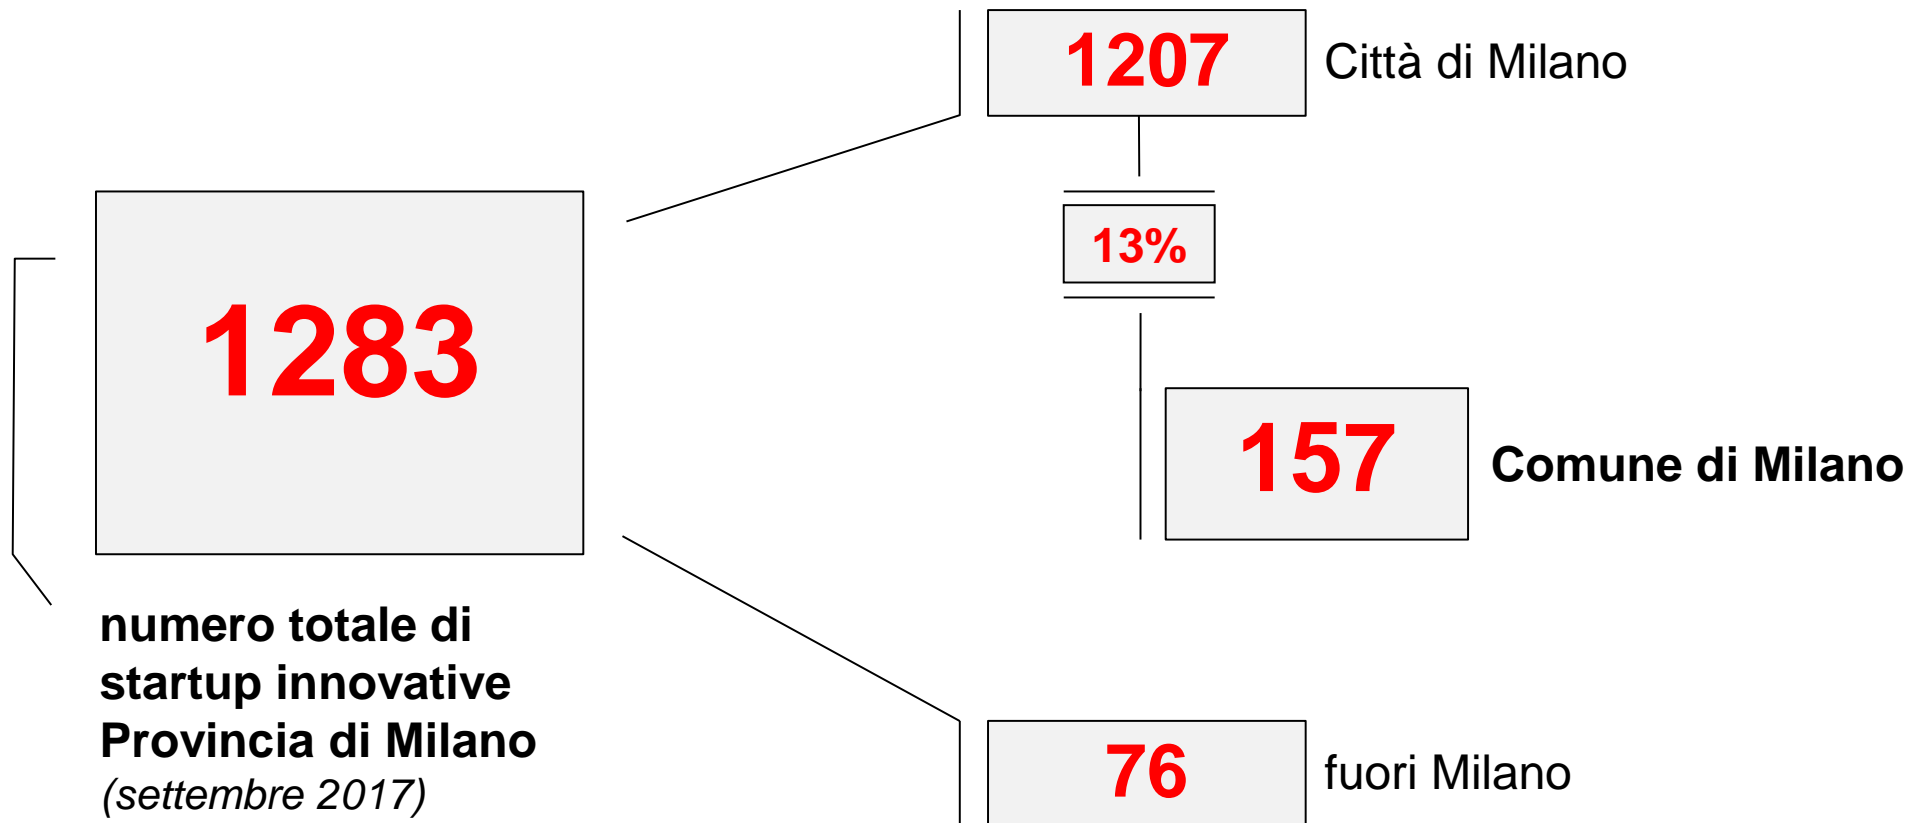 1207
Città di Milano
13%
1283
157
Comune di Milano
numero totale di
startup innovative
Provincia di Milano
(settembre 2017)
76
fuori Milano